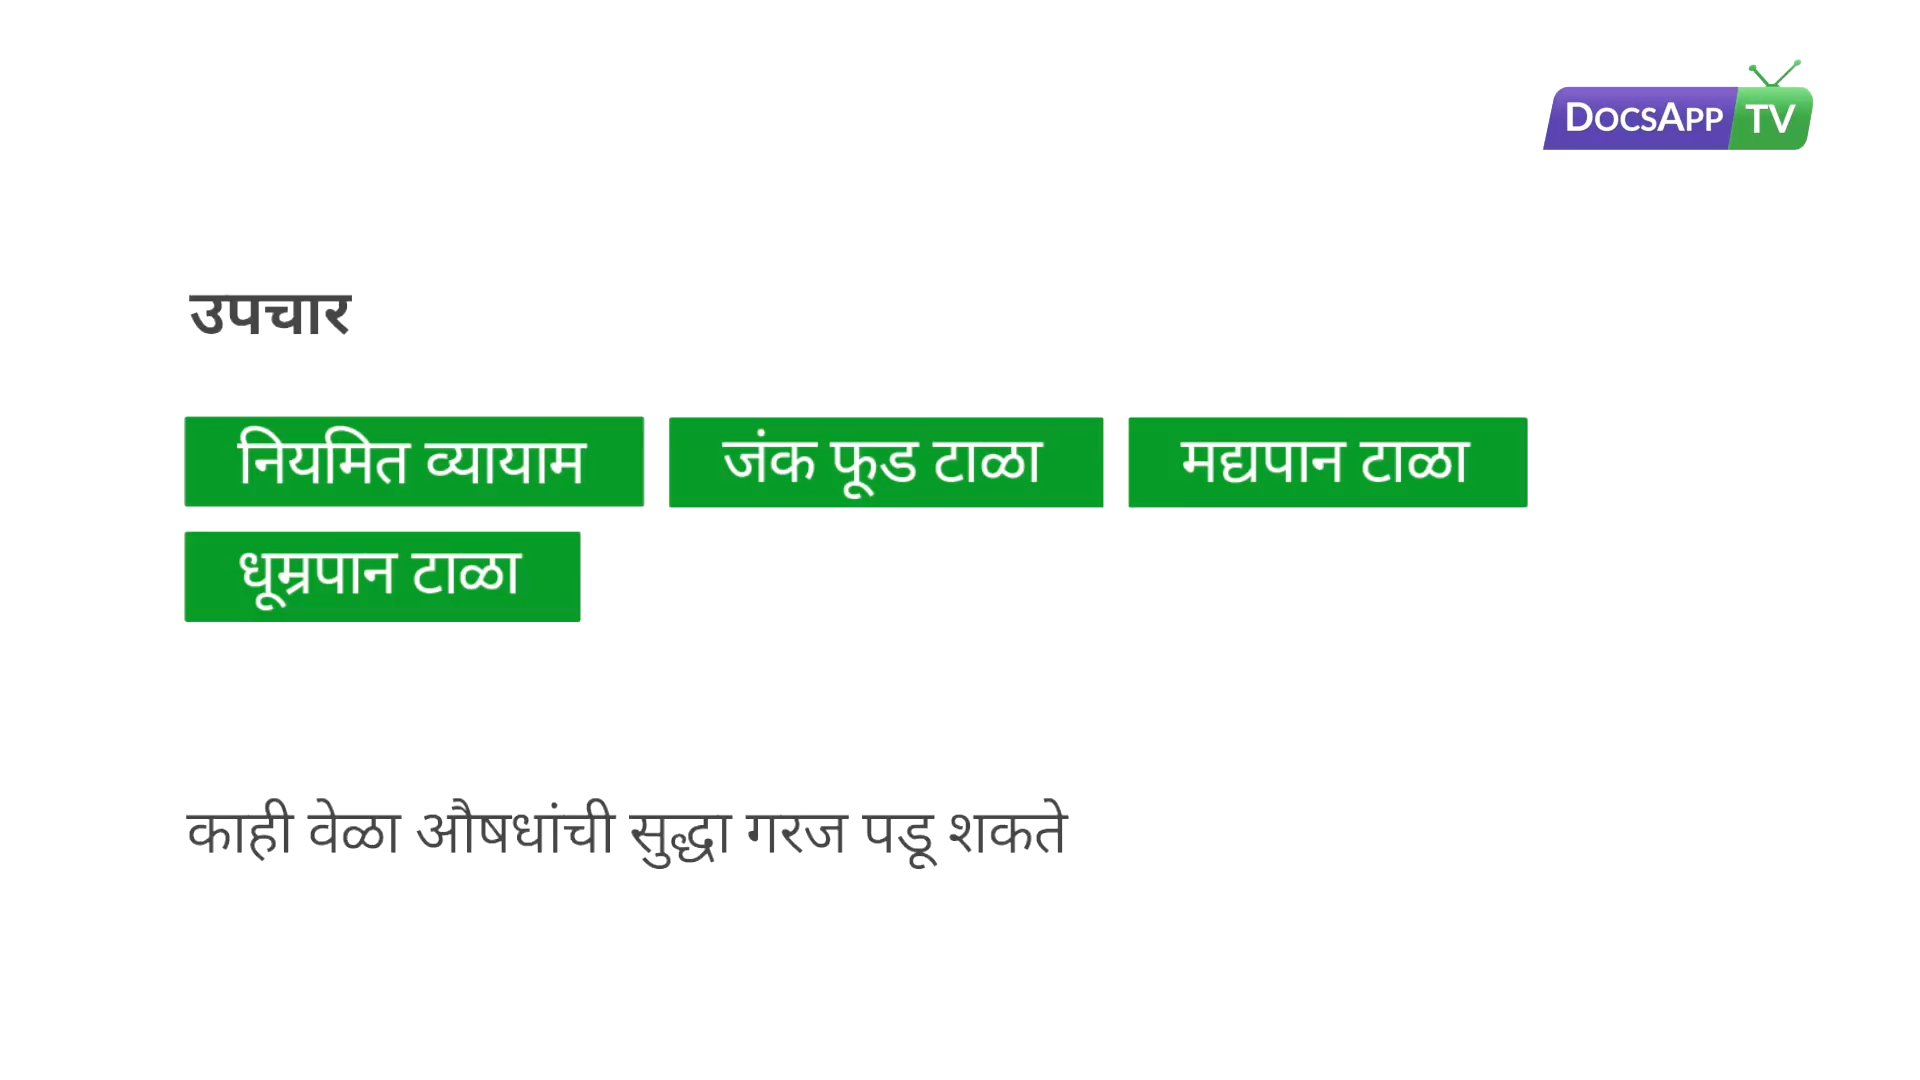 DOCSAPP TV
उपचार
नियमित व्यायाम जंक फूड टाळा मद्यपान टाळा
धूम्रपान टाळा
काही वेळा औषधांची सुद्धा गरज पडू शकते